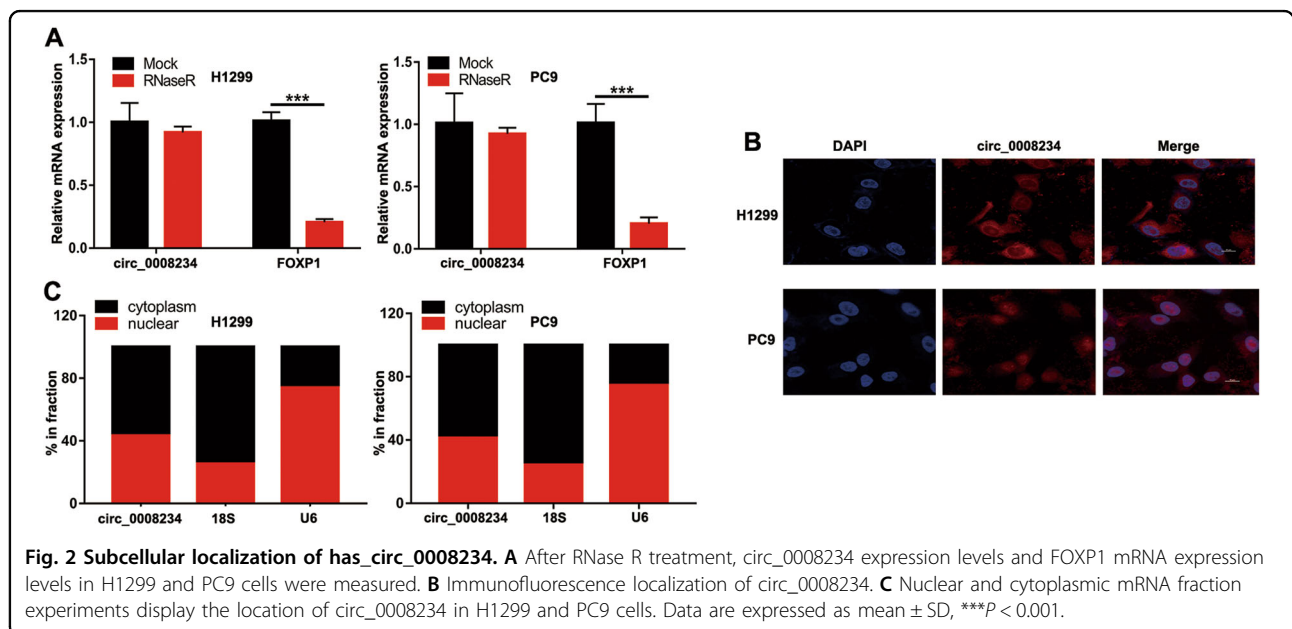 A
Relative mRNA expression
1.5
1.0
0.5
0.0
Mock
RNaseR
H1299
***
circ_0008234
FOXP1
Relative mRNA expression
1.5
1.0
0.5
0.0
Mock
RNaseR
PC9
***
circ_0008234
FOXP1
B
DAPI
circ_0008234
Merge
H1299
PC9
C
% in fraction
120
80
40
0
cytoplasm
nuclear
H1299
circ_0008234
18S
U6
% in fraction
120
80
40
0
cytoplasm
nuclear
PC9
circ_0008234
18S
U6
Fig. 2 Subcellular localization of has_circ_0008234. A After RNase R treatment, circ_0008234 expression levels and FOXP1 mRNA expression
levels in H1299 and PC9 cells were measured. B Immunofluorescence localization of circ_0008234. C Nuclear and cytoplasmic mRNA fraction
experiments display the location of circ_0008234 in H1299 and PC9 cells. Data are expressed as mean ± SD, ***P < 0.001.